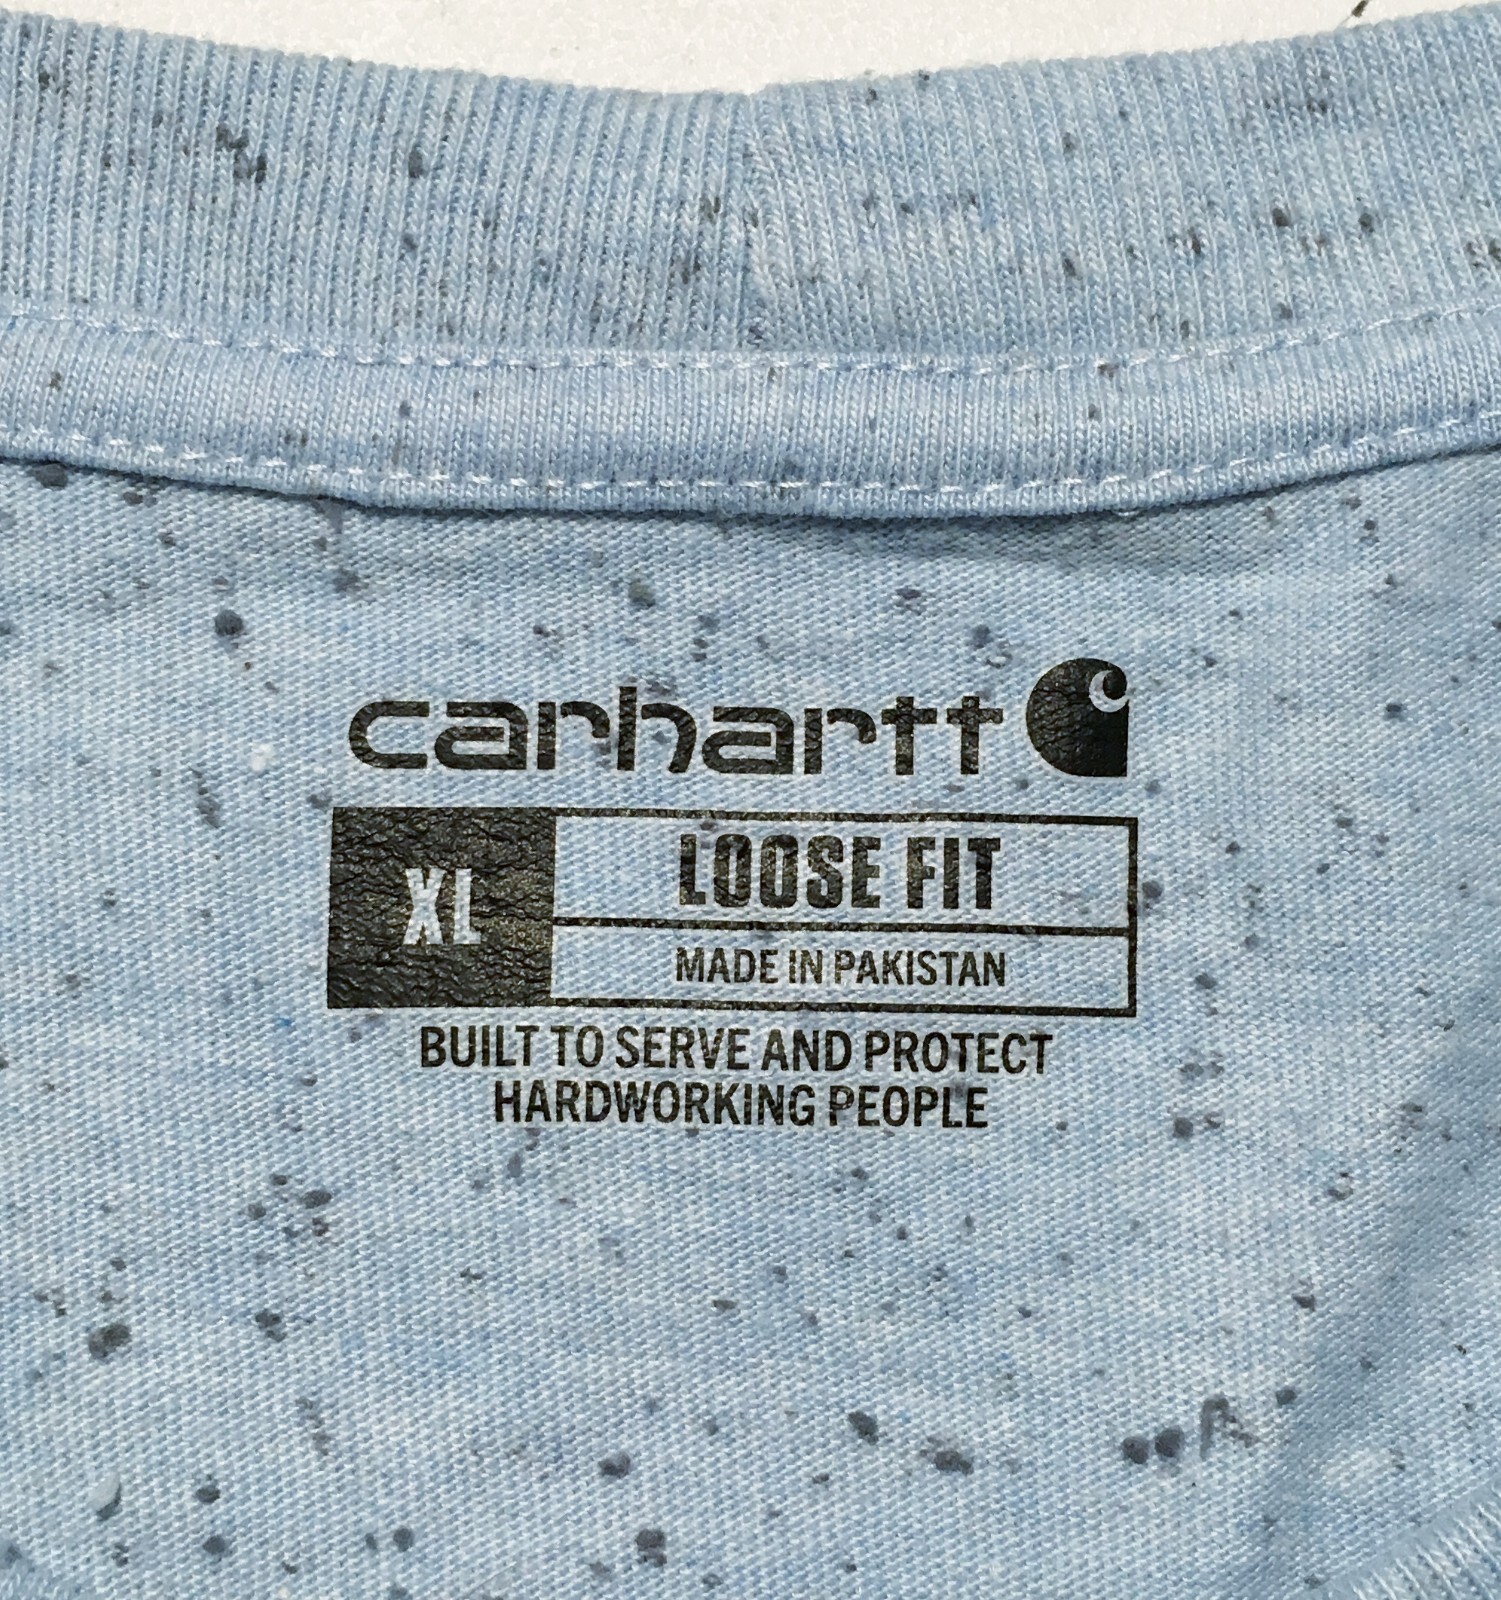 carhartt
XL
LOOSE FIT
MADE IN PAKISTAN
BUILT TO SERVE AND PROTECT
HARDWORKING PEOPLE